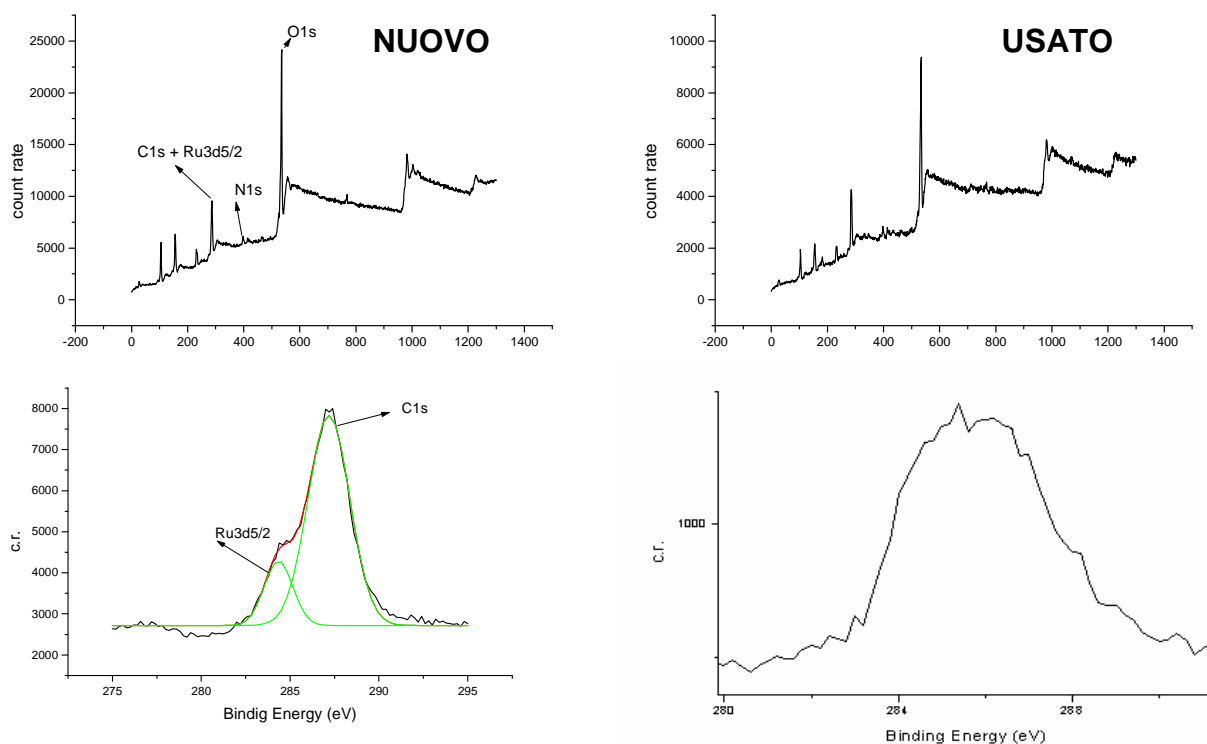 NUOVO
O1s
C1s + Ru3d5/2
N1s
count rate
25000
20000
15000
10000
5000
0
-200 0 200 400 600 800 1000 1200 1400
USATO
count rate
10000
8000
6000
4000
2000
0
-200 0 200 400 600 800 1000 1200 1400
C1s
Ru3d5/2
c.r.
8000
7000
6000
5000
4000
3000
2000
275 280 285 290 295
Bindig Energy (eV)
c.r.
1000
280 284 288
Binding Energy (eV)